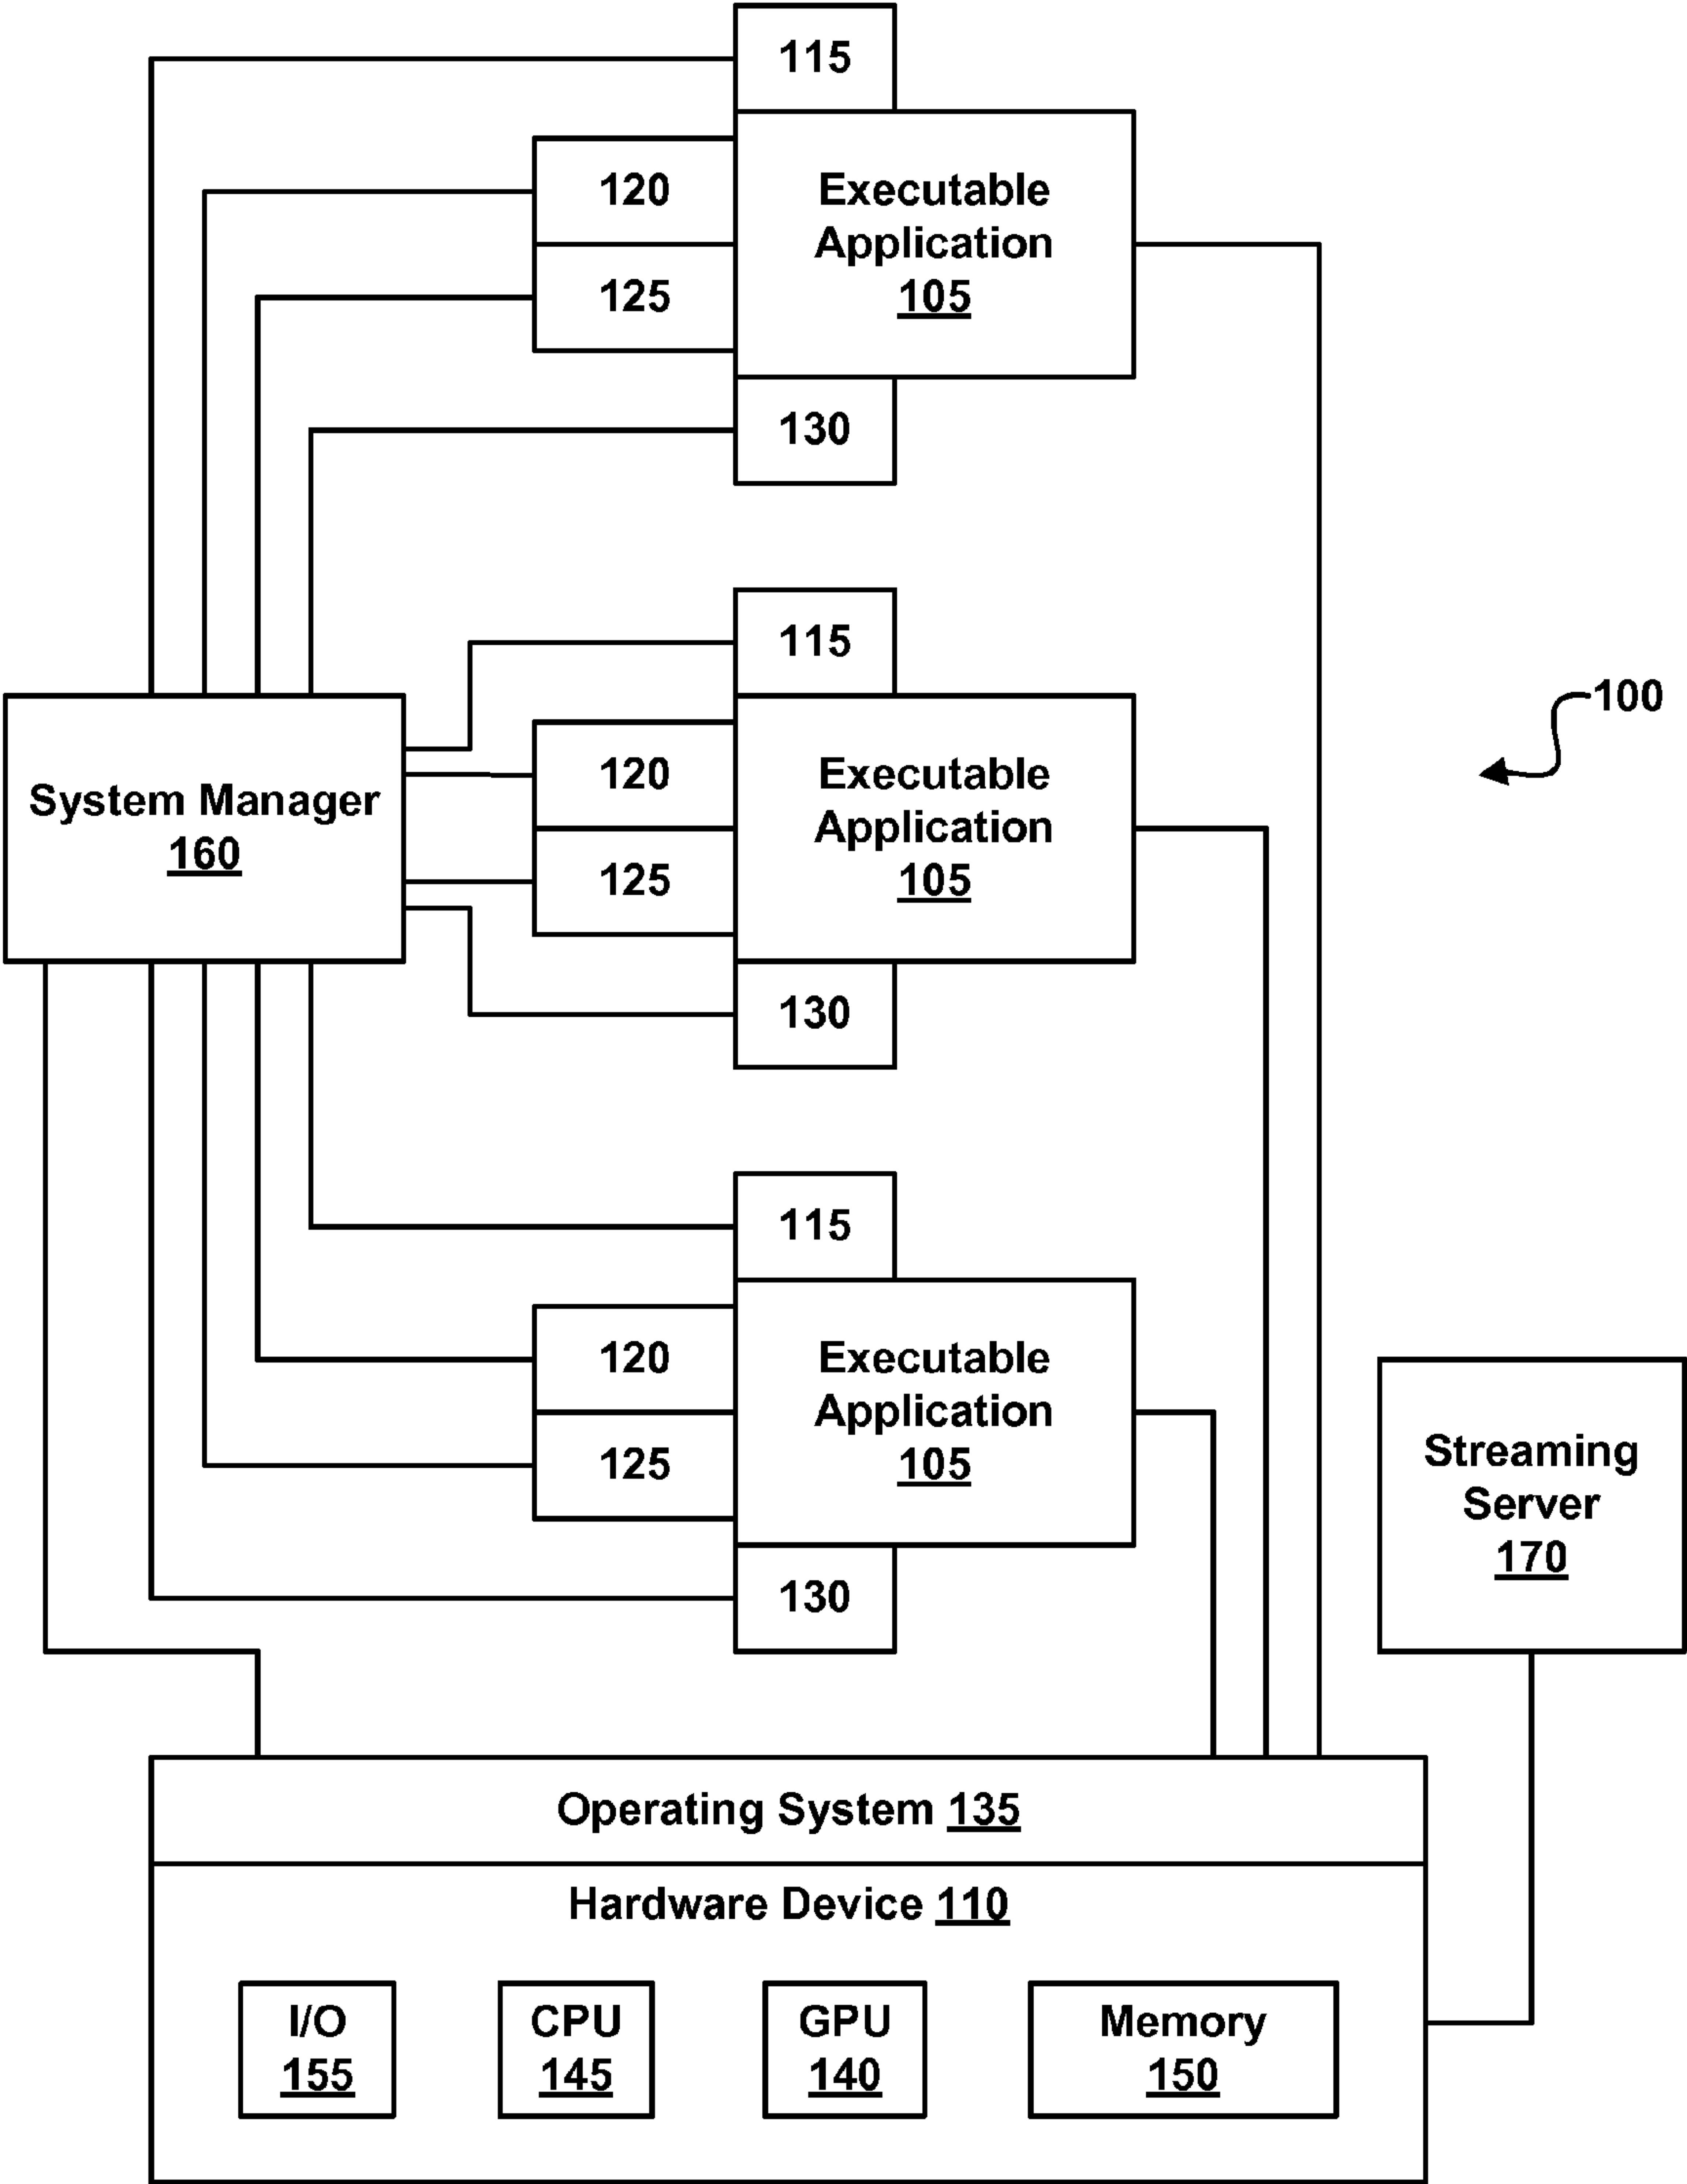 115
120
125
Executable
Application
105
130
115
100
System Manager
160
120
125
Executable
Application
105
130
115
120
125
Executable
Application
105
130
Streaming
Server
170
Operating System 135
Hardware Device 110
I/O
155
CPU
145
GPU
140
Memory
150